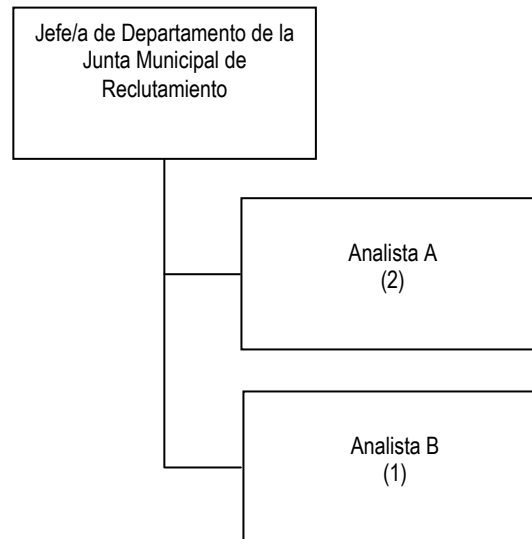 Jefe/a de Departamento de la
Junta Municipal de
Reclutamiento
Analista A
(2)
Analista B
(1)